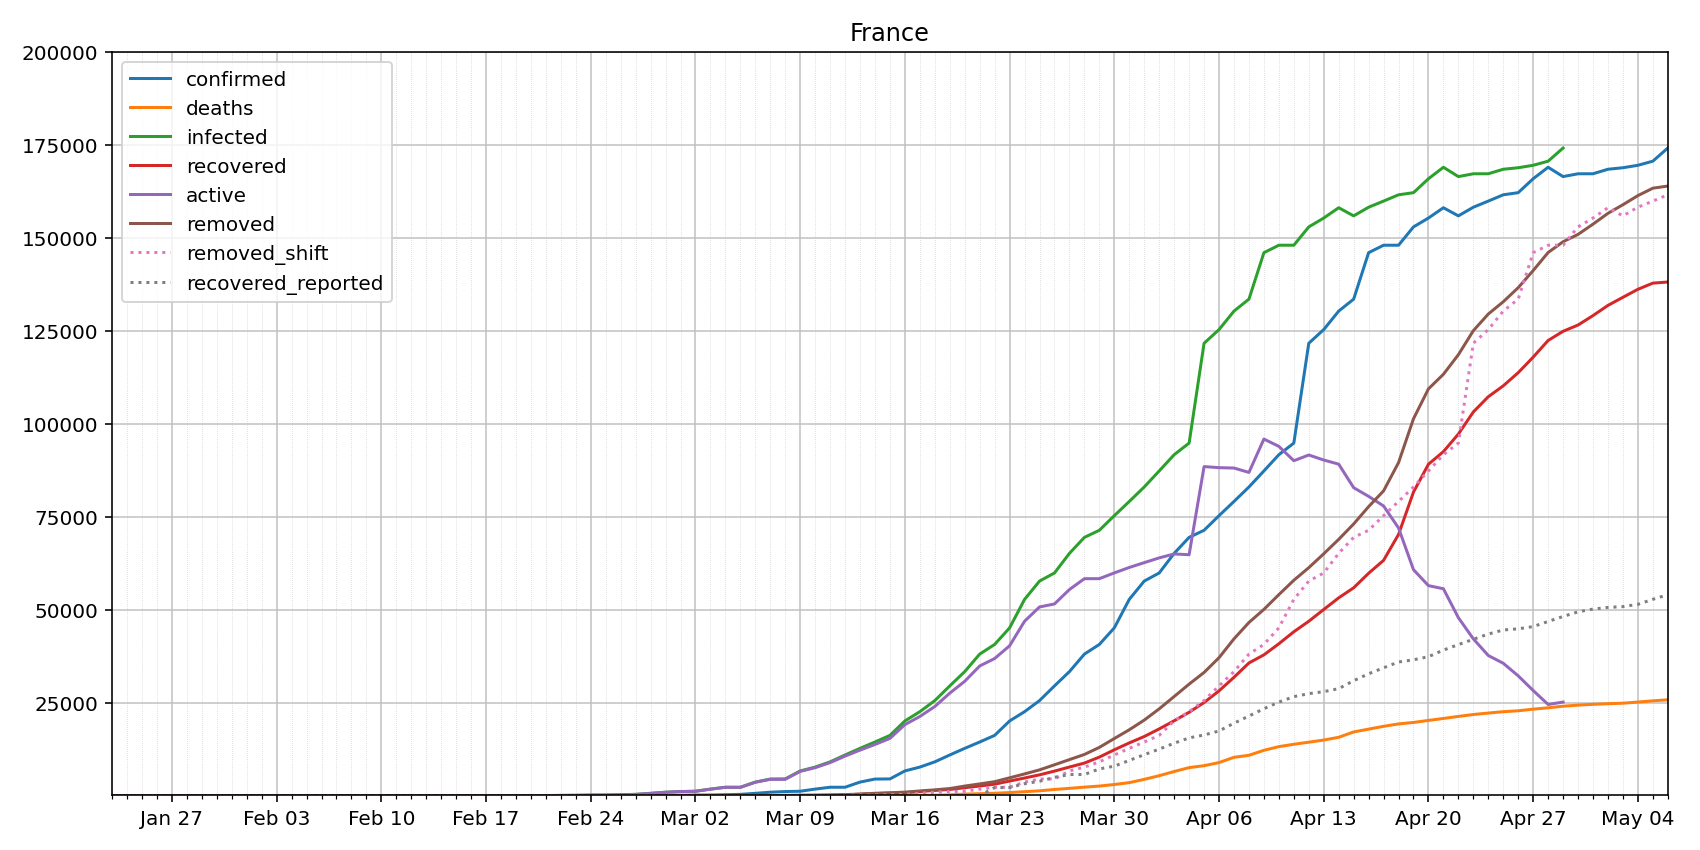 France
200000
175000
150000
125000
100000
75000
50000
25000
confirmed
deaths
infected
recovered
active
removed
removed_shift
recovered_reported
Jan 27 Feb 03 Feb 10 Feb 17 Feb 24 Mar 02 Mar 09 Mar 16 Mar 23 Mar 30 Apr 06 Apr 13 Apr 20 Apr 27 May 04